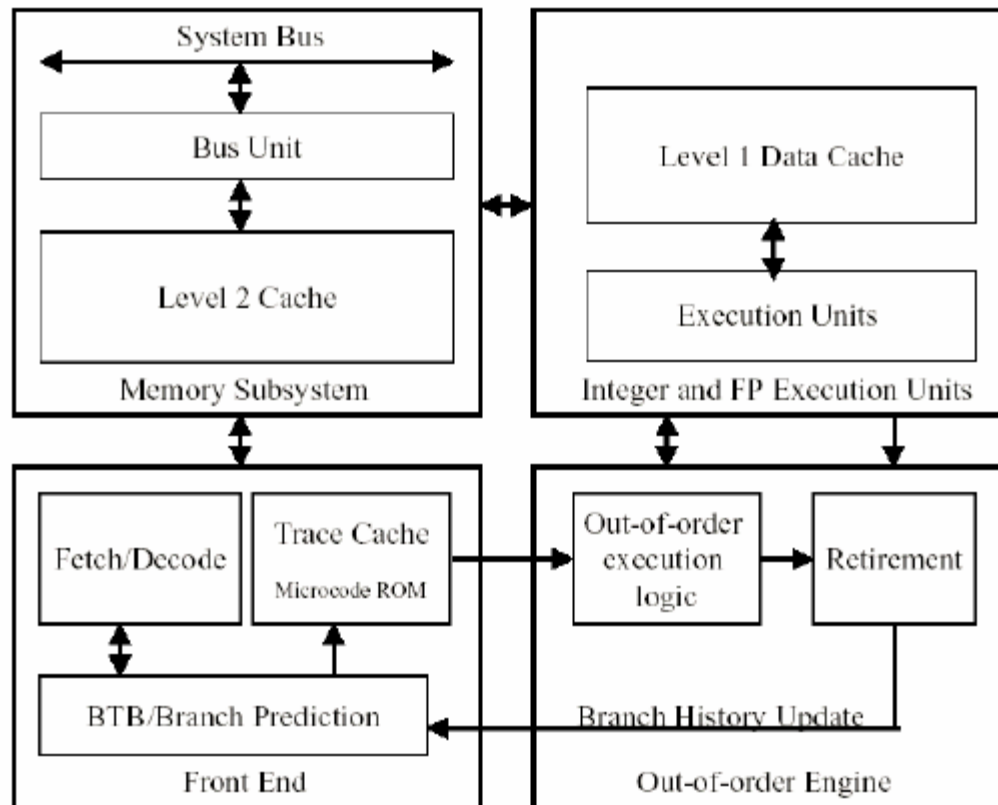 System Bus
Bus Unit
Level 2 Cache
Memory Subsystem
Level 1 Data Cache
Execution Units
Integer and FP Execution Units
Fetch/Decode
Trace Cache
Microcode ROM
BTB/Branch Prediction
Front End
Out-of-order
execution
logic
Retirement
Branch History Update
Out-of-order Engine